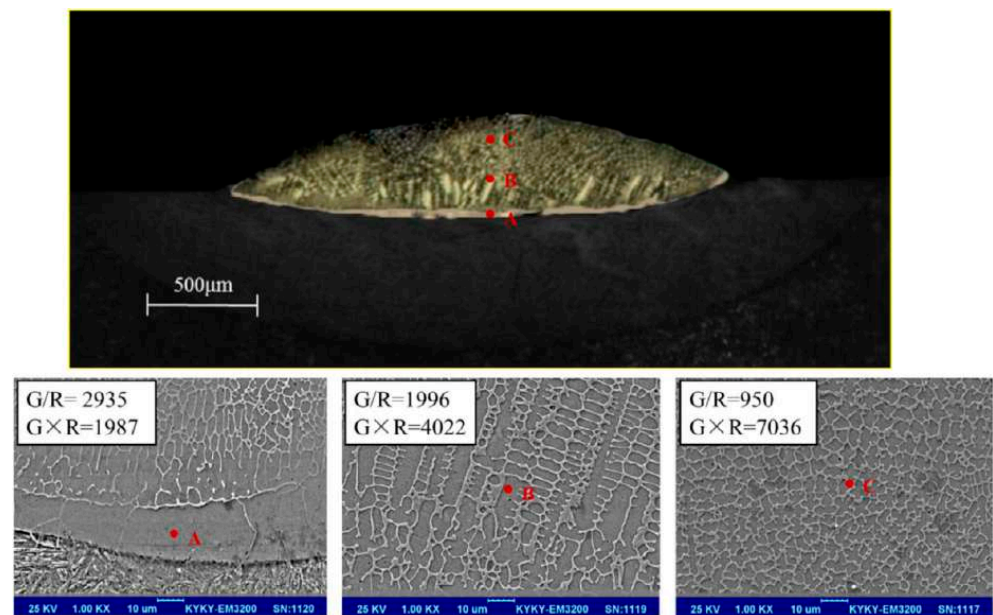 C
B
A
500μm
G/R= 2935
G×R=1987
A
25 KV 1.00 KX 10 um KYKY-EM3200 SN:1120
G/R=1996
G×R=4022
B
25 KV 1.00 KX 10 um KYKY-EM3200 SN:1119
G/R=950
G×R=7036
C
25 KV 1.00 KX 10 um KYKY-EM3200 SN:1117